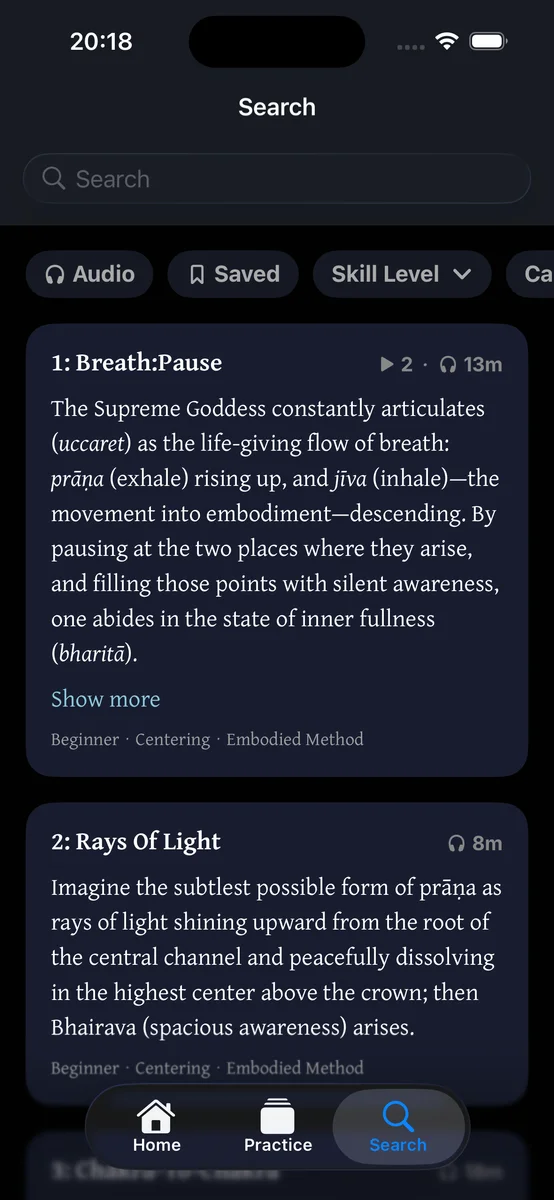 20:18
Search
Search
Audio
Saved
Skill Level
Ca
1: Breath:Pause
2 · 13m
The Supreme Goddess constantly articulates
(uccaret) as the life-giving flow of breath:
prāṇa (exhale) rising up, and jīva (inhale)—the
movement into embodiment—descending. By
pausing at the two places where they arise,
and filling those points with silent awareness,
one abides in the state of inner fullness
(bharitā).
Show more
Beginner · Centering · Embodied Method
2: Rays Of Light
8m
Imagine the subtlest possible form of prāṇa as
rays of light shining upward from the root of
the central channel and peacefully dissolving
in the highest center above the crown; then
Bhairava (spacious awareness) arises.
Beginner · Centering · Embodied Method
3: Chakra-To-Chakra
Home
Practice
Search